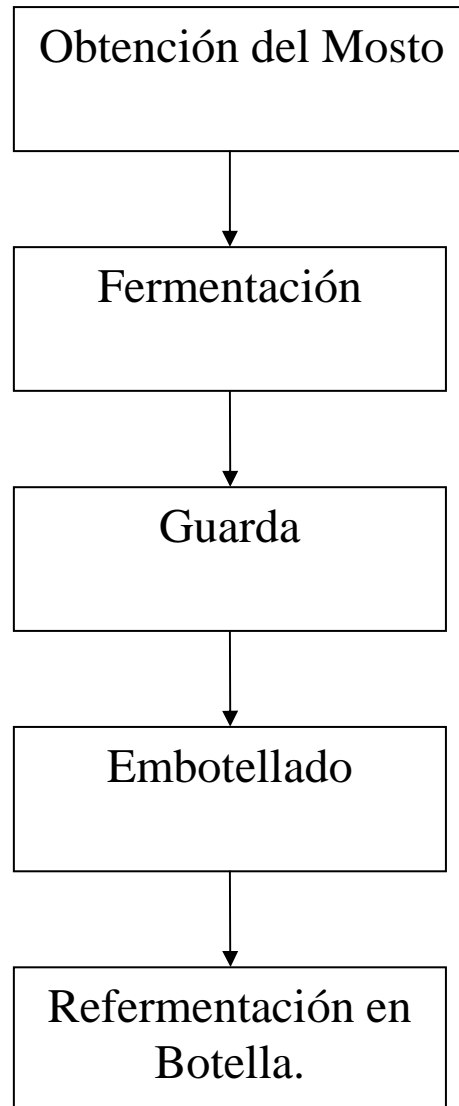 Obtención del Mosto
Fermentación
Guarda
Embotellado
Refermentación en
Botella.